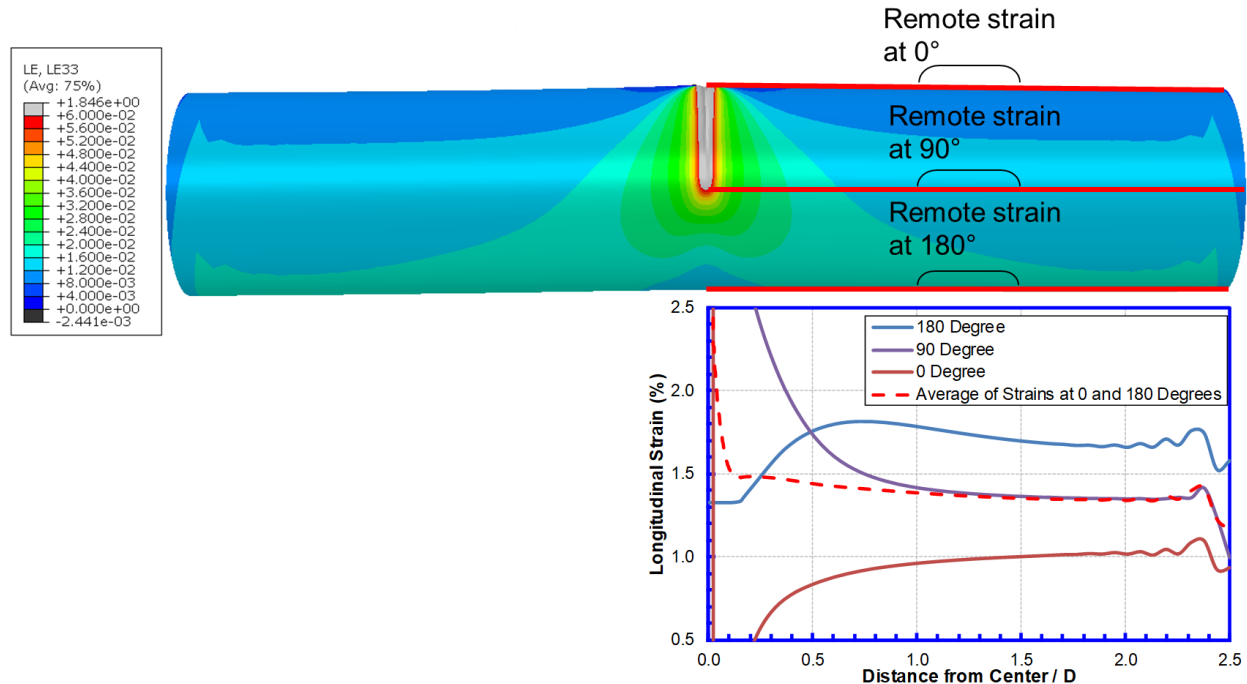 LE, LE33
(Avg: 75%)
+1.846e+00
+6.000e-02
+5.600e-02
+5.200e-02
+4.800e-02
+4.400e-02
+4.000e-02
+3.600e-02
+3.200e-02
+2.800e-02
+2.400e-02
+2.000e-02
+1.600e-02
+1.200e-02
+8.000e-03
+4.000e-03
+0.000e+00
-2.441e-03
Remote strain
at 0°
Remote strain
at 90°
Remote strain
at 180°
180 Degree
90 Degree
0 Degree
Average of Strains at 0 and 180 Degrees
Longitudinal Strain (%)
2.5
2.0
1.5
1.0
0.5
0.0 0.5 1.0 1.5 2.0 2.5
Distance from Center / D